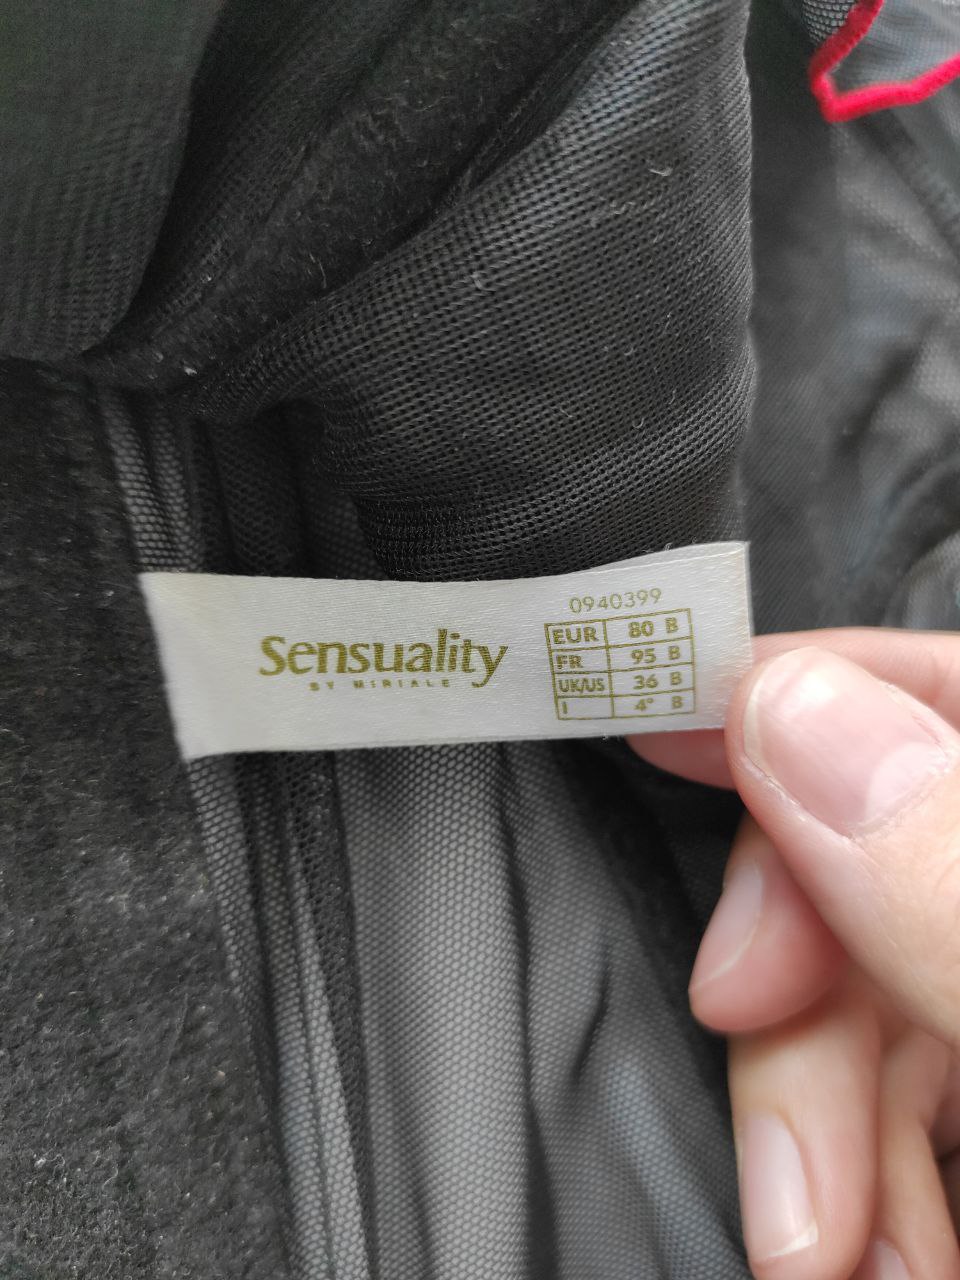 Sensuality
BY MIRIALE
0940399
EUR 80 B
FR 95 B
UK/US 36 B
I 4° B